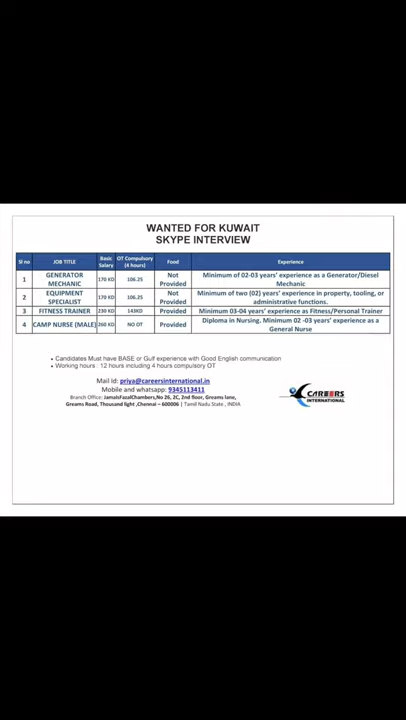 WANTED FOR KUWAIT
SKYPE INTERVIEW
Sl no JOB TITLE Basic Salary OT Compulsory (4 hours) Food Experience
1 GENERATOR MECHANIC 170 KD 106.25 Not Provided Minimum of 02-03 years' experience as a Generator/Diesel Mechanic
2 EQUIPMENT SPECIALIST 170 KD 106.25 Not Provided Minimum of two (02) years' experience in property, tooling, or administrative functions.
3 FITNESS TRAINER 230 KD 143KD Provided Minimum 03-04 years' experience as Fitness/Personal Trainer
4 CAMP NURSE (MALE) 260 KD NO OT Provided Diploma in Nursing. Minimum 02 -03 years' experience as a General Nurse
• Candidates Must have BASE or Gulf experience with Good English communication
• Working hours : 12 hours including 4 hours compulsory OT
Mail Id: priya@careersinternational.in
Mobile and whatsapp: 9345113411
Branch Office: JamalsFazalChambers,No 26, 2C, 2nd floor, Greams lane,
Greams Road, Thousand light ,Chennai – 600006 | Tamil Nadu State , INDIA
CAREERS
INTERNATIONAL